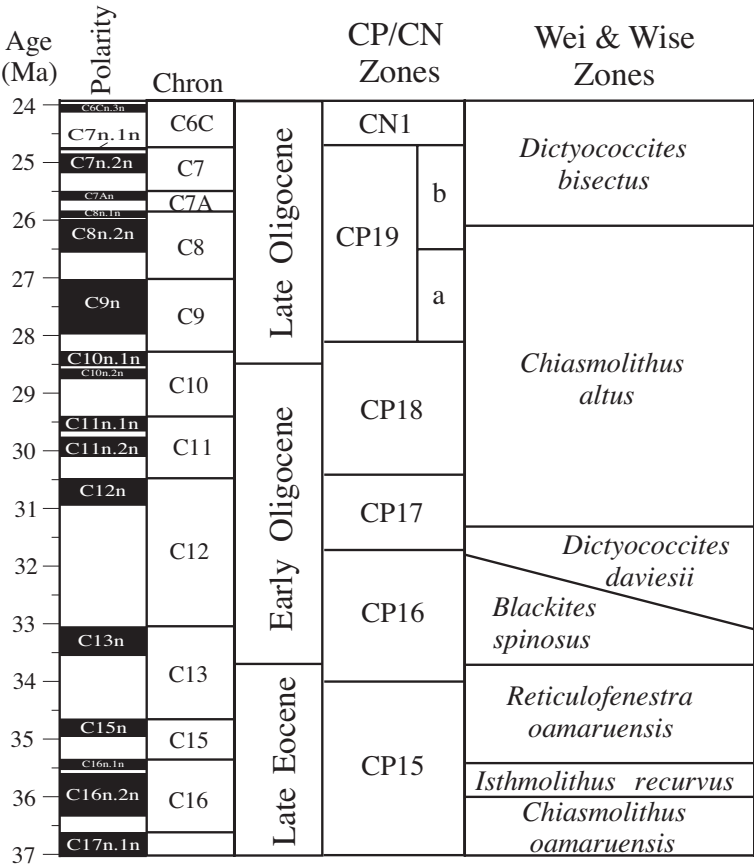 Age
(Ma)
Polarity
Chron
CP/CN
Zones
Wei & Wise
Zones
24
25
26
27
28
29
30
31
32
33
34
35
36
37
C6Cn.3n
C7n.1n
C7n.2n
C7An
C8n.1n
C8n.2n
C9n
C10n.1n
C10n.2n
C11n.1n
C11n.2n
C12n
C13n
C15n
C16n.1n
C16n.2n
C17n.1n
C6C
C7
C7A
C8
C9
C10
C11
C12
C13
C15
C16
Late Oligocene
Early Oligocene
Late Eocene
CN1
CP19
b
a
CP18
CP17
CP16
CP15
Dictyococcites
bisectus
Chiasmolithus
altus
Dictyococcites
daviesii
Blackites
spinosus
Reticulofenestra
oamaruensis
Isthmolithus recurvus
Chiasmolithus
oamaruensis